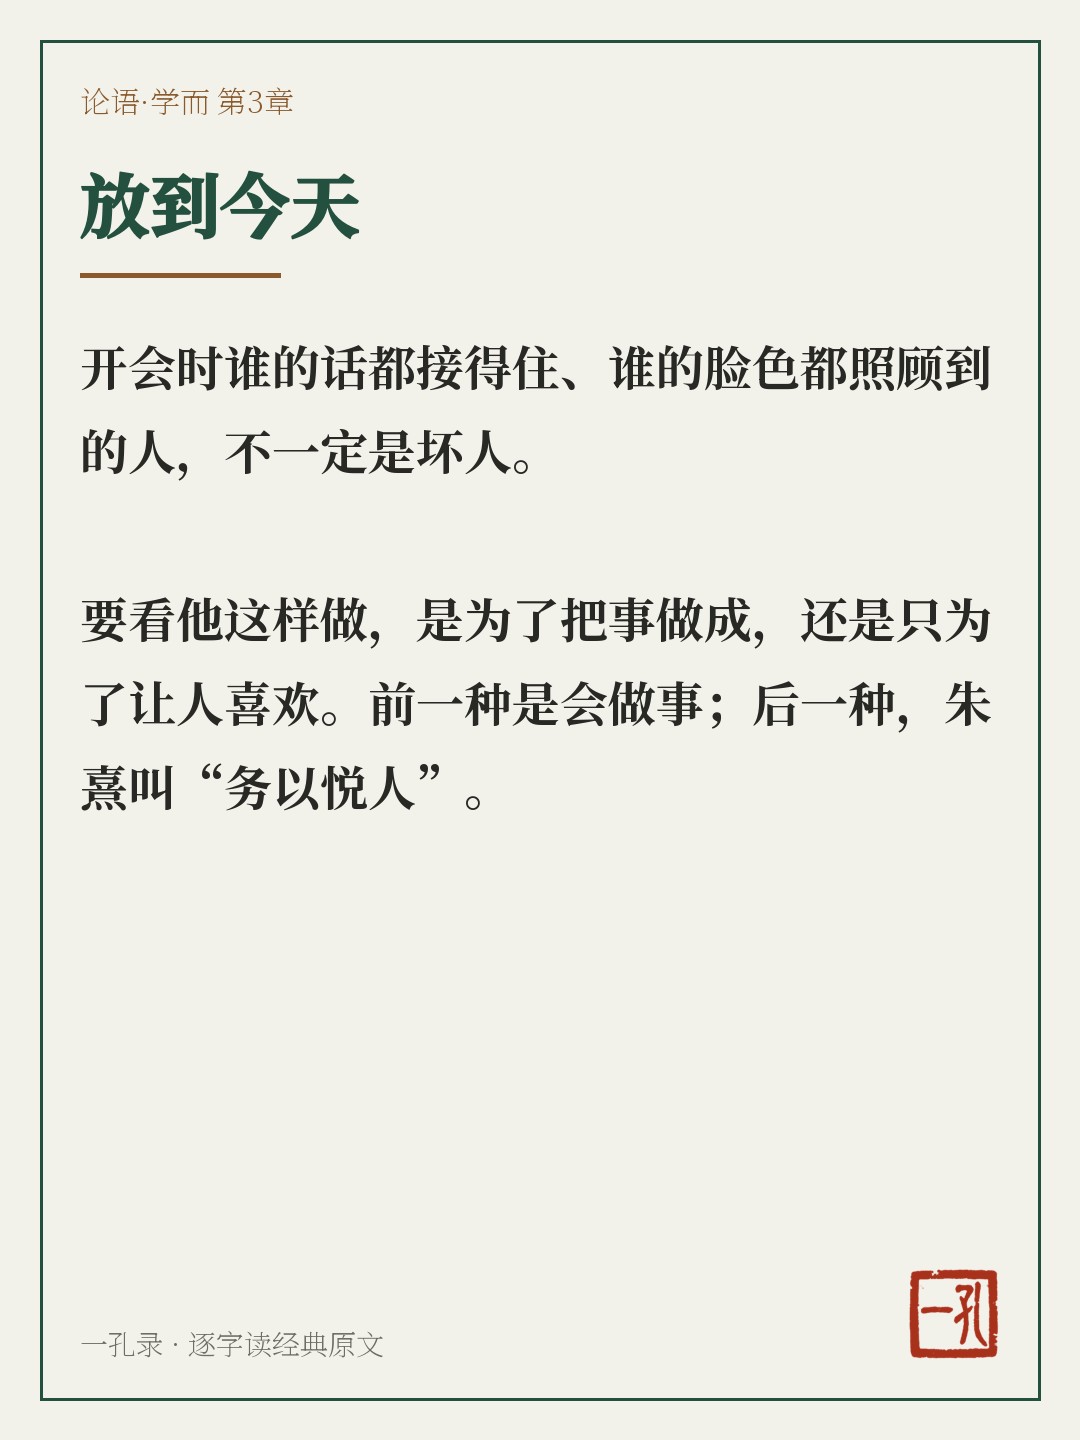 论语·学而 第3章
放到今天
开会时谁的话都接得住、谁的脸色都照顾到
的人，不一定是坏人。
要看他这样做，是为了把事做成，还是只为
了让人喜欢。前一种是会做事；后一种，朱
熹叫“务以悦人”。
一孔
一孔录 · 逐字读经典原文